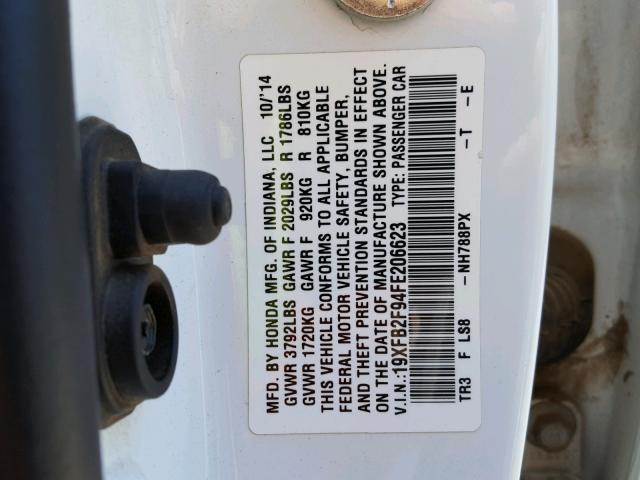 MFD. BY HONDA MFG. OF INDIANA, LLC 10/'14
GVWR 3792LBS GAWR F 2029LBS R 1786LBS
GVWR 1720KG GAWR F 920KG R 810KG
THIS VEHICLE CONFORMS TO ALL APPLICABLE
FEDERAL MOTOR VEHICLE SAFETY, BUMPER,
AND THEFT PREVENTION STANDARDS IN EFFECT
ON THE DATE OF MANUFACTURE SHOWN ABOVE.
V.I.N.:19XFB2F94FE206623 TYPE: PASSENGER CAR
TR3 F LS8 -NH788PX -T -E